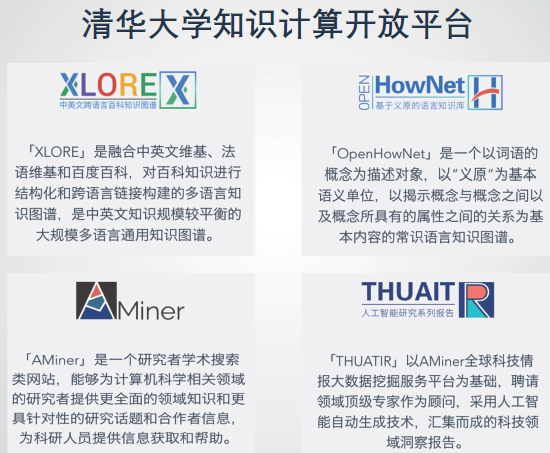 清华大学知识计算开放平台
XLORE
中英文跨语言百科知识图谱
「XLORE」是融合中英文维基、法
语维基和百度百科，对百科知识进行
结构化和跨语言链接构建的多语言知
识图谱，是中英文知识规模较平衡的
大规模多语言通用知识图谱。
OPEN
HowNet
基于义原的语言知识库
「OpenHowNet」是一个以词语的
概念为描述对象，以“义原”为基本
语义单位，以揭示概念与概念之间以
及概念所具有的属性之间的关系为基
本内容的常识语言知识图谱。
AMiner
「AMiner」是一个研究者学术搜索
类网站，能够为计算机科学相关领域
的研究者提供更全面的领域知识和更
具针对性的研究话题和合作者信息，
为科研人员提供信息获取和帮助。
THUAITR
人工智能研究系列报告
「THUATIR」以AMiner全球科技情
报大数据挖掘服务平台为基础，聘请
领域顶级专家作为顾问，采用人工智
能自动生成技术，汇集而成的科技领
域洞察报告。